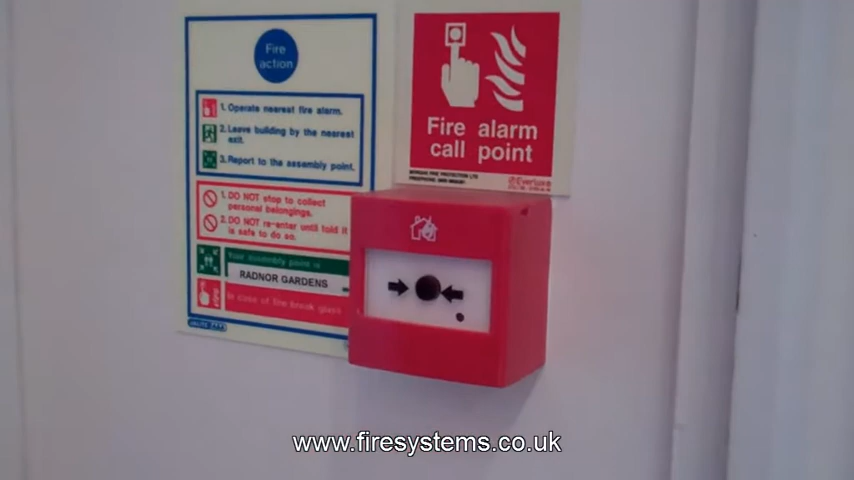 Fire
action
1. Operate nearest fire alarm.
2. Leave building by the nearest
exit.
3. Report to the assembly point.
1. DO NOT stop to collect
personal belongings.
2. DO NOT re-enter until told it
is safe to do so.
Your assembly point is
RADNOR GARDENS
In case of fire break glass
Fire alarm
call point
www.firesystems.co.uk